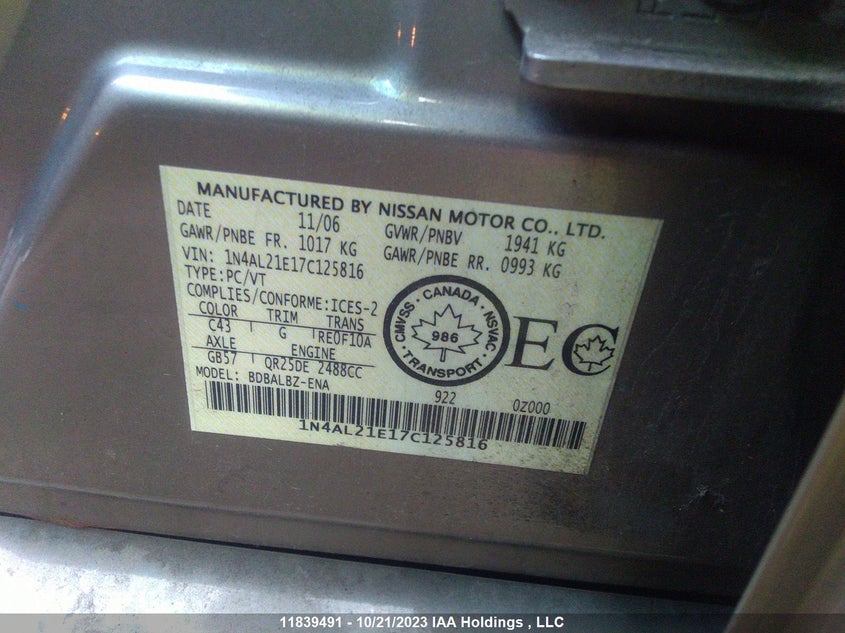 MANUFACTURED BY NISSAN MOTOR CO., LTD.
DATE 11/06 GVWR/PNBV 1941 KG
GAWR/PNBE FR. 1017 KG GAWR/PNBE RR. 0993 KG
VIN: 1N4AL21E17C125816
TYPE:PC/VT
COMPLIES/CONFORME:ICES-2
COLOR TRIM TRANS
C43 G RE0F10A
AXLE ENGINE
GB57 QR25DE 2488CC
MODEL: BDBALBZ-ENA
CMVSS · CANADA · NSVAC
986
· TRANSPORT ·
EC
922 0Z000
1N4AL21E17C125816
11839491 - 10/21/2023 IAA Holdings , LLC